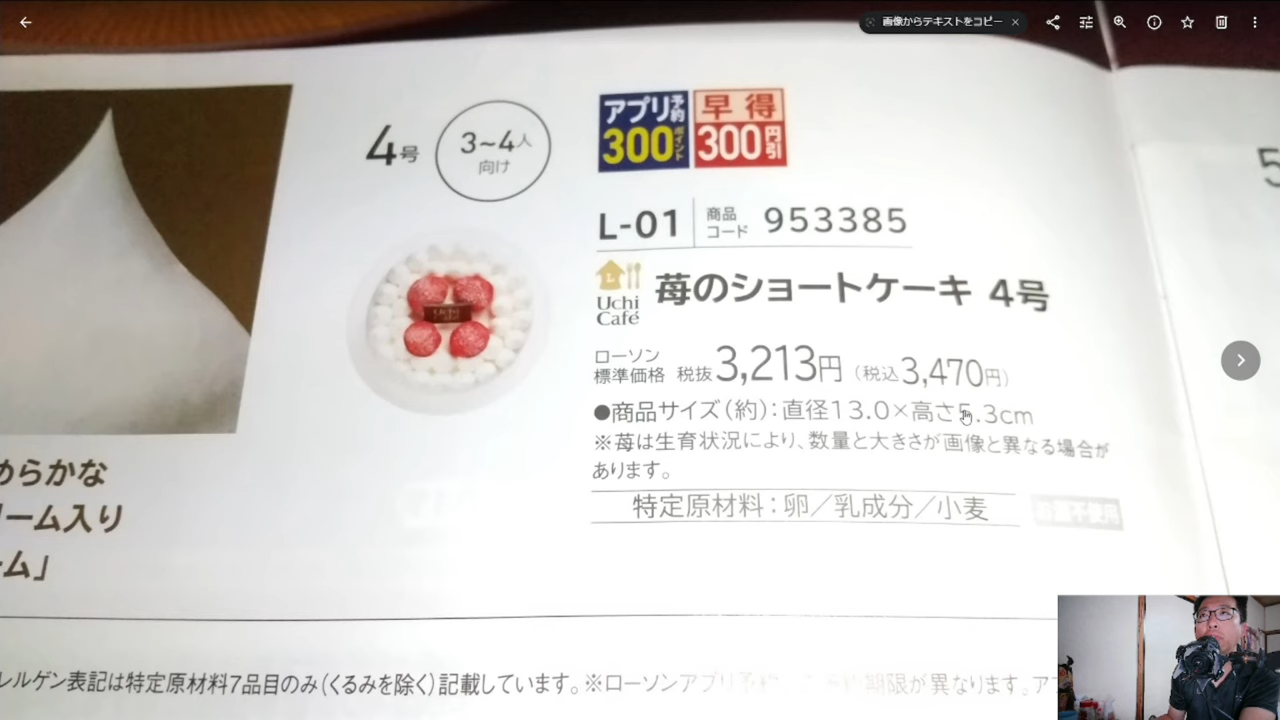 画像からテキストをコピー
4号
3~4人
向け
アプリ予約
300ポイント
早得
300円引
L-01 商品コード 953385
Uchi
Café
苺のショートケーキ 4号
ローソン
標準価格 税抜3,213円(税込3,470円)
●商品サイズ(約):直径13.0×高さ5.3cm
※苺は生育状況により、数量と大きさが画像と異なる場合が
あります。
特定原材料:卵/乳成分/小麦
お酒不使用
めらかな
ーム入り
ーム」
レルゲン表記は特定原材料7品目のみ(くるみを除く)記載しています。※ローソンアプリ予約
期限が異なります。